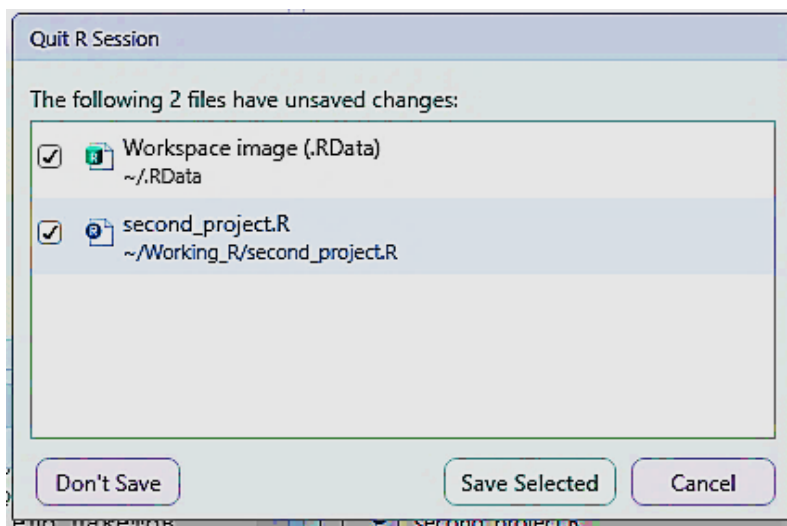 Quit R Session
The following 2 files have unsaved changes:
Workspace image (.RData)
~/.RData
second_project.R
~/Working_R/second_project.R
Don't Save
Save Selected
Cancel
second_project.R